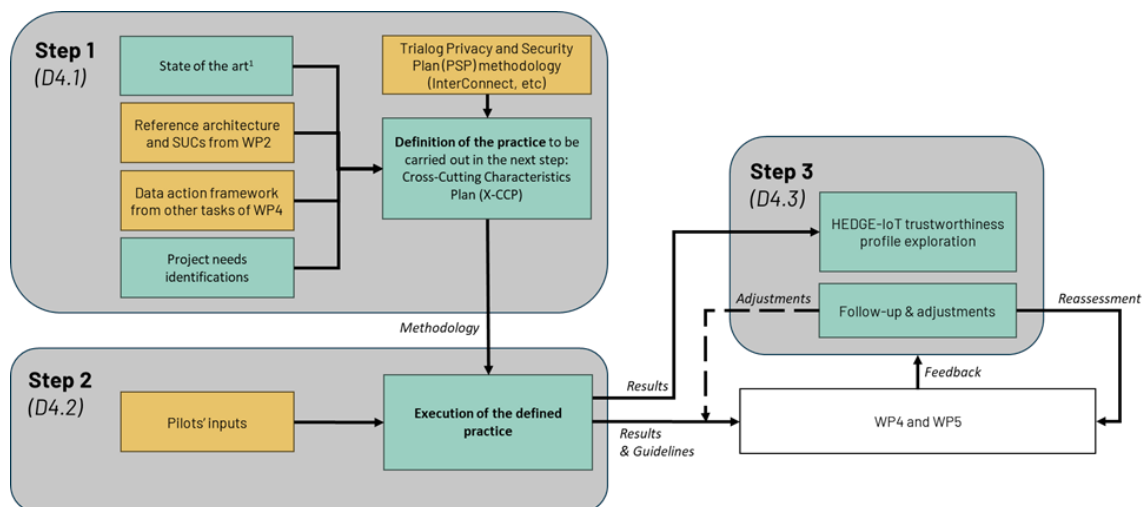 Step 1
(D4.1)
State of the art¹
Reference architecture
and SUCs from WP2
Data action framework
from other tasks of WP4
Project needs
identifications
Trialog Privacy and Security
Plan (PSP) methodology
(InterConnect, etc)
Definition of the practice to be
carried out in the next step:
Cross-Cutting Characteristics
Plan (X-CCP)
Methodology
Step 2
(D4.2)
Pilots' inputs
Execution of the defined
practice
Results
Results
& Guidelines
Step 3
(D4.3)
HEDGE-IoT trustworthiness
profile exploration
Adjustments
Follow-up & adjustments
Reassessment
Feedback
WP4 and WP5